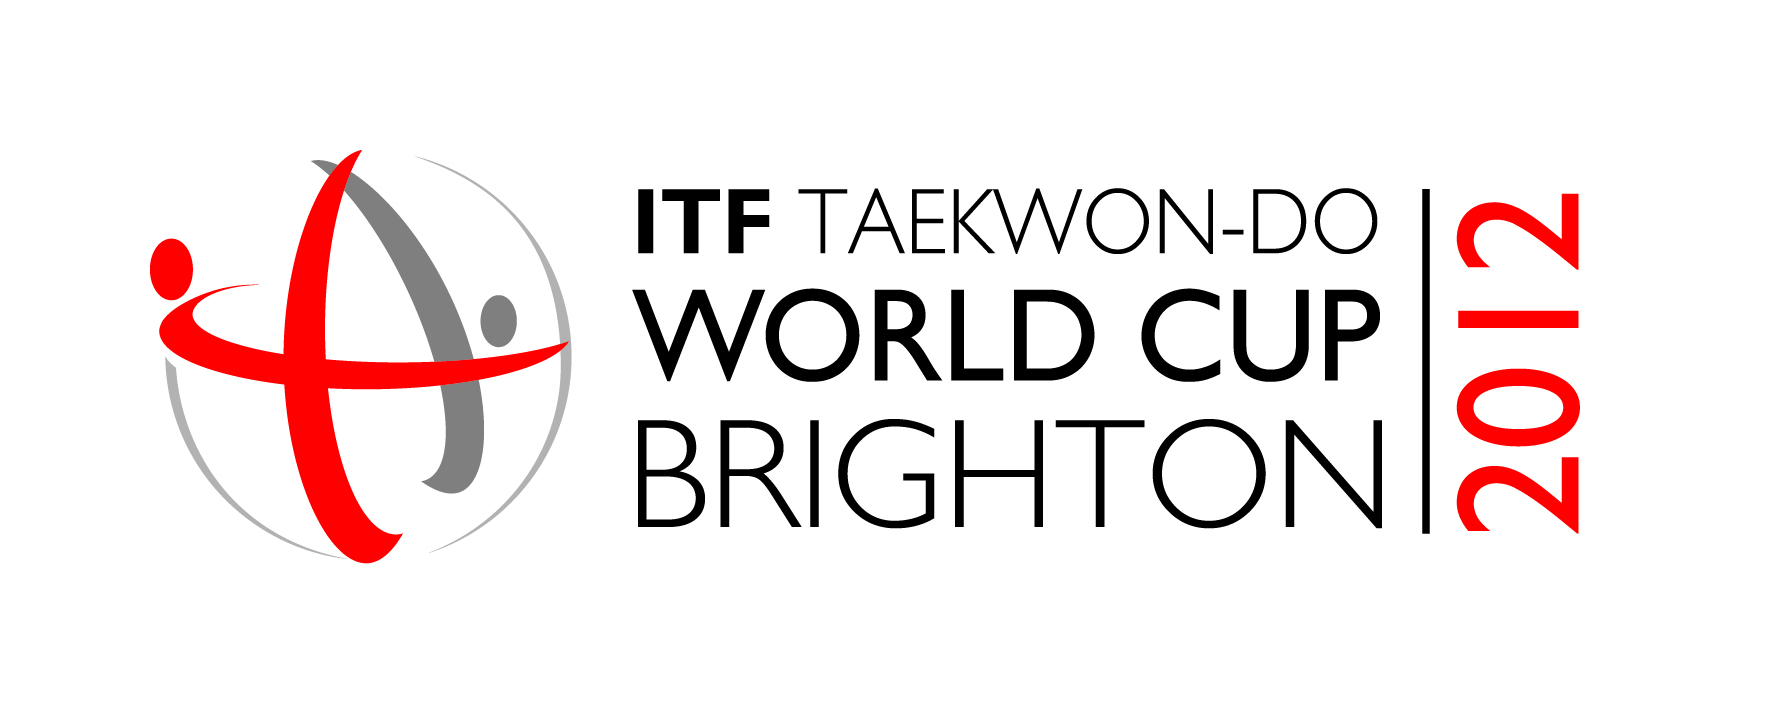 ITF TAEKWON-DO
WORLD CUP
BRIGHTON
2012